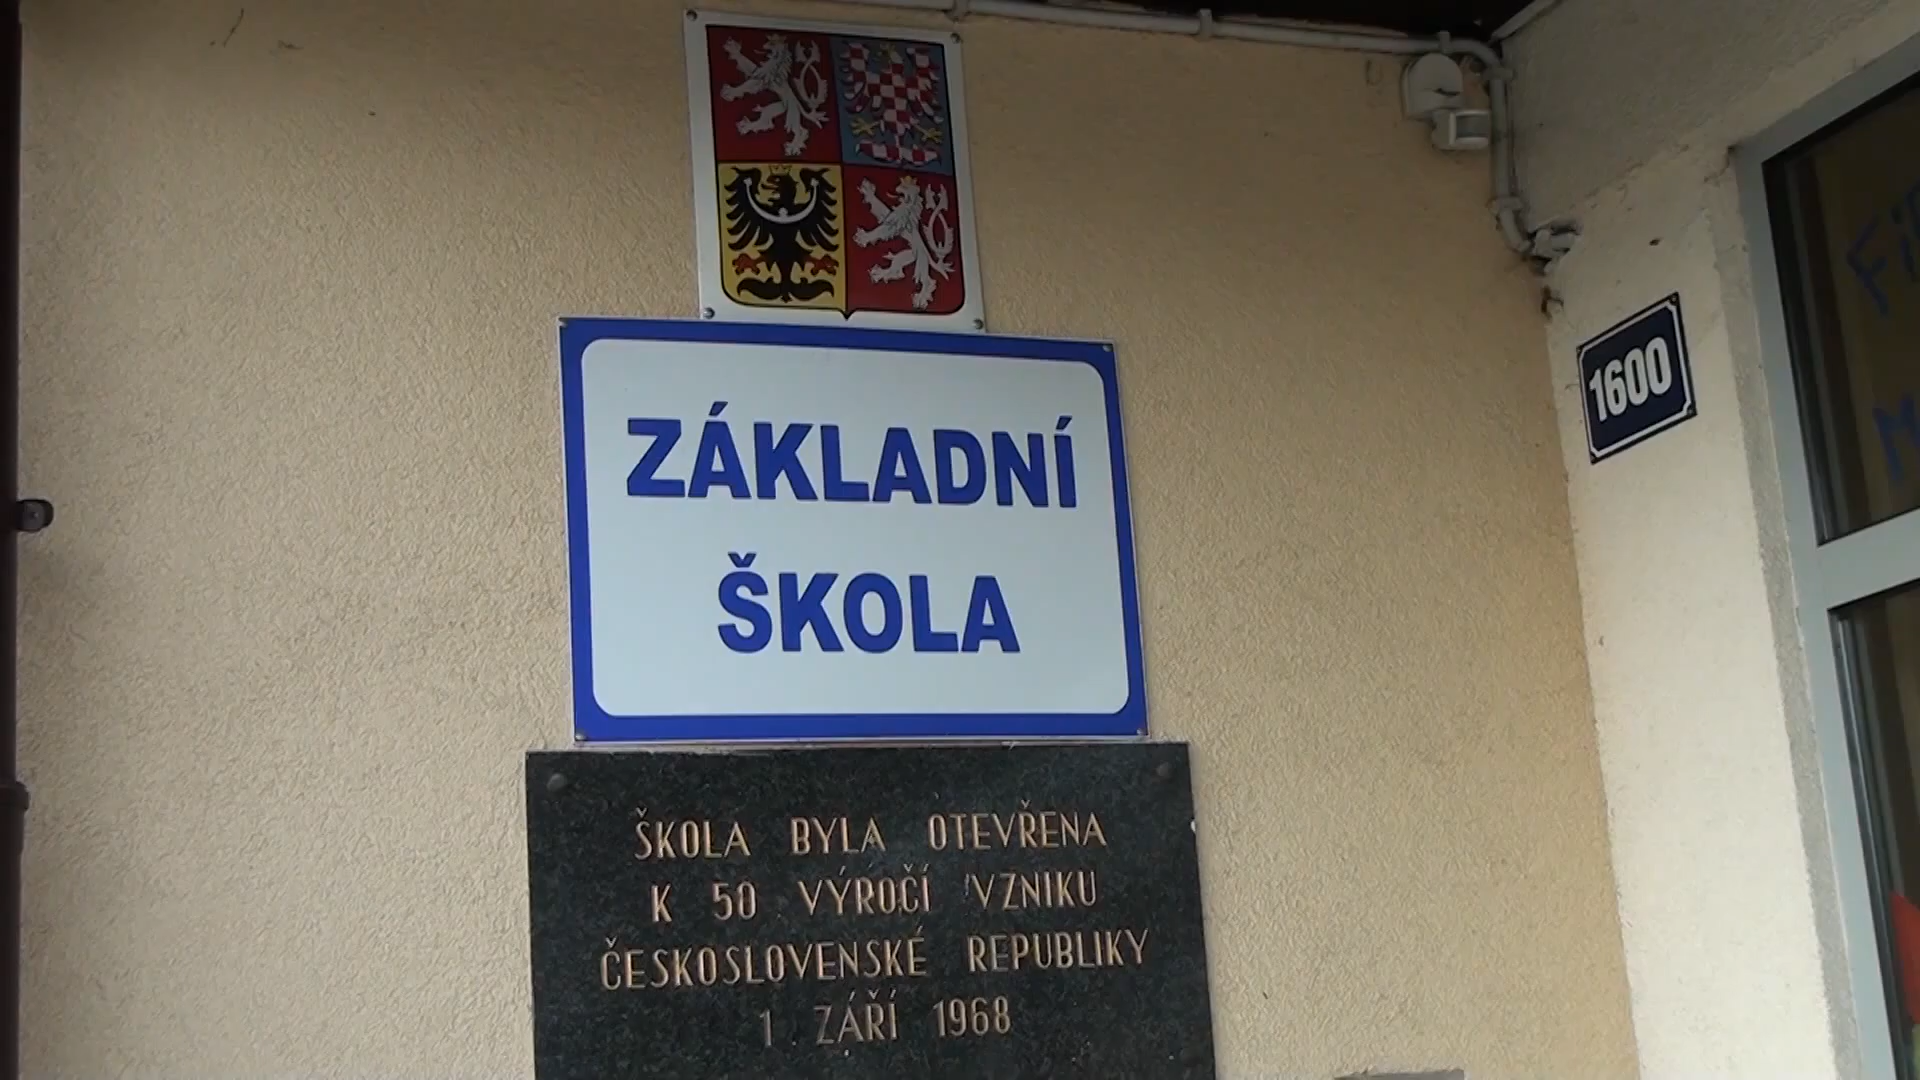 ZÁKLADNÍ
ŠKOLA
1600
ŠKOLA BYLA OTEVŘENA
K 50 VÝROČÍ VZNIKU
ČESKOSLOVENSKÉ REPUBLIKY
1. ZÁŘÍ 1968